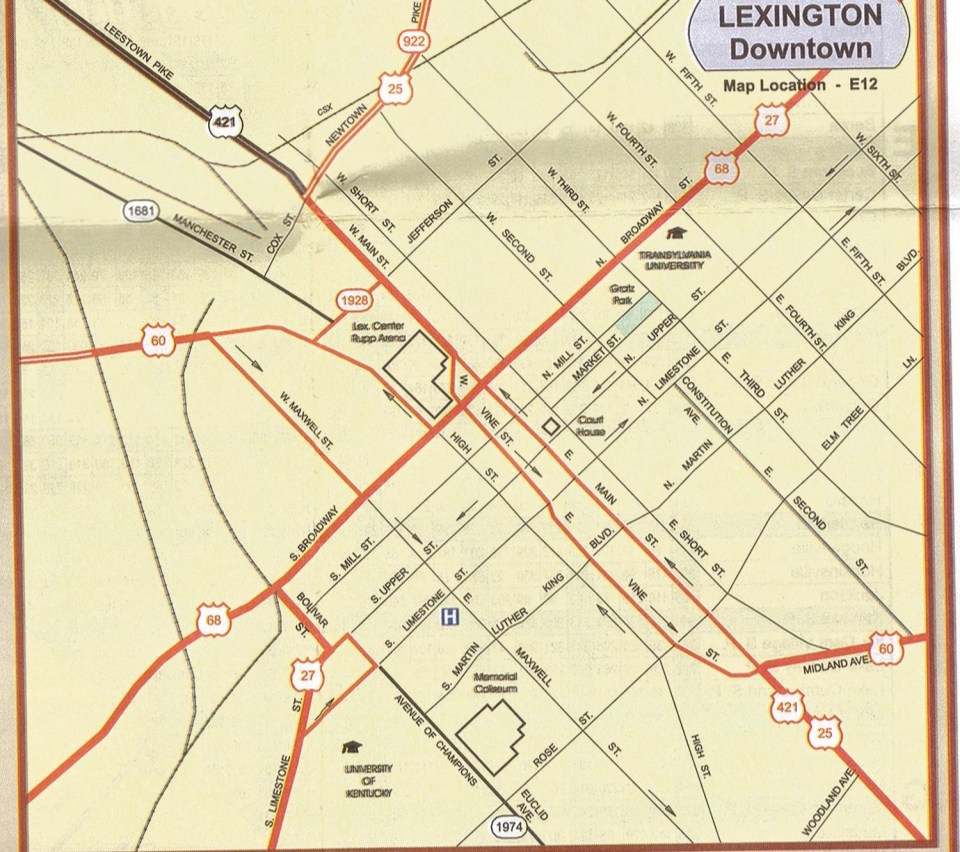 LEXINGTON
Downtown
Map Location - E12
LEESTOWN PIKE
PIKE
922
25
421
CSX
NEWTOWN
W. FIFTH ST.
27
W. FOURTH ST.
W. SIXTH ST.
68
ST.
ST.
W. THIRD ST.
W. SHORT ST.
JEFFERSON
1681
MANCHESTER ST.
COX ST.
W. MAIN ST.
W. SECOND ST.
N. BROADWAY
TRANSYLVANIA
UNIVERSITY
E. FIFTH ST.
BLVD.
Gratz
Park
1928
ST.
E. FOURTH ST.
KING
60
Lex. Center
Rupp Arena
N. MILL ST.
MARKET ST.
N. UPPER
ST.
E. THIRD ST.
LUTHER
LN.
N. LIMESTONE
CONSTITUTION
AVE.
W. VINE ST.
W. MAXWELL ST.
HIGH ST.
Court
House
ELM TREE
N. MARTIN
E. MAIN ST.
E. SECOND ST.
S. BROADWAY
S. MILL ST.
ST.
E. SHORT ST.
BLVD.
E. VINE ST.
S. UPPER
ST.
S. LIMESTONE
H
KING
LUTHER
S. MARTIN
E. MAXWELL ST.
BOLIVAR
ST.
68
27
MIDLAND AVE.
60
Memorial
Coliseum
421
25
AVENUE OF CHAMPIONS
ROSE ST.
HIGH ST.
UNIVERSITY
OF
KENTUCKY
S. LIMESTONE ST.
EUCLID
AVE.
1974
WOODLAND AVE.